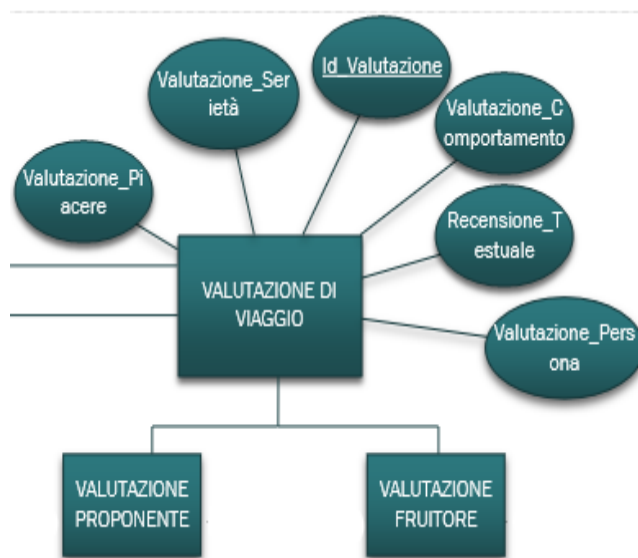 Id_Valutazione
Valutazione_Ser
ietà
Valutazione_C
omportamento
Valutazione_Pi
acere
Recensione_T
estuale
VALUTAZIONE DI
VIAGGIO
Valutazione_Pers
ona
VALUTAZIONE
PROPONENTE
VALUTAZIONE
FRUITORE